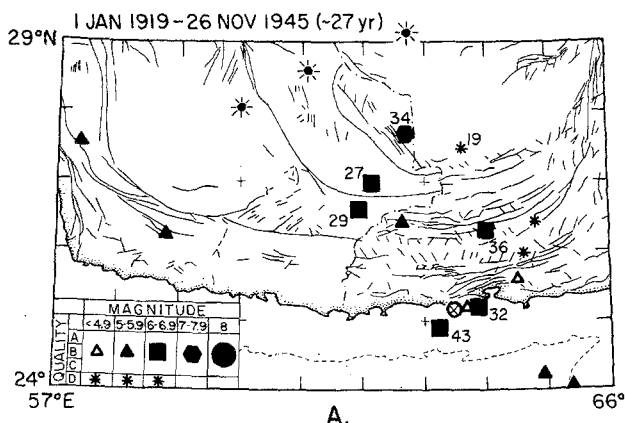 1 JAN 1919-26 NOV 1945 (~27 yr)
29°N
34
19
27
29
36
32
43
MAGNITUDE
QUALITY
<4.9 5-5.9 6-6.9 7-7.9 8
A
B
C
D
24°
57°E
66°
A.